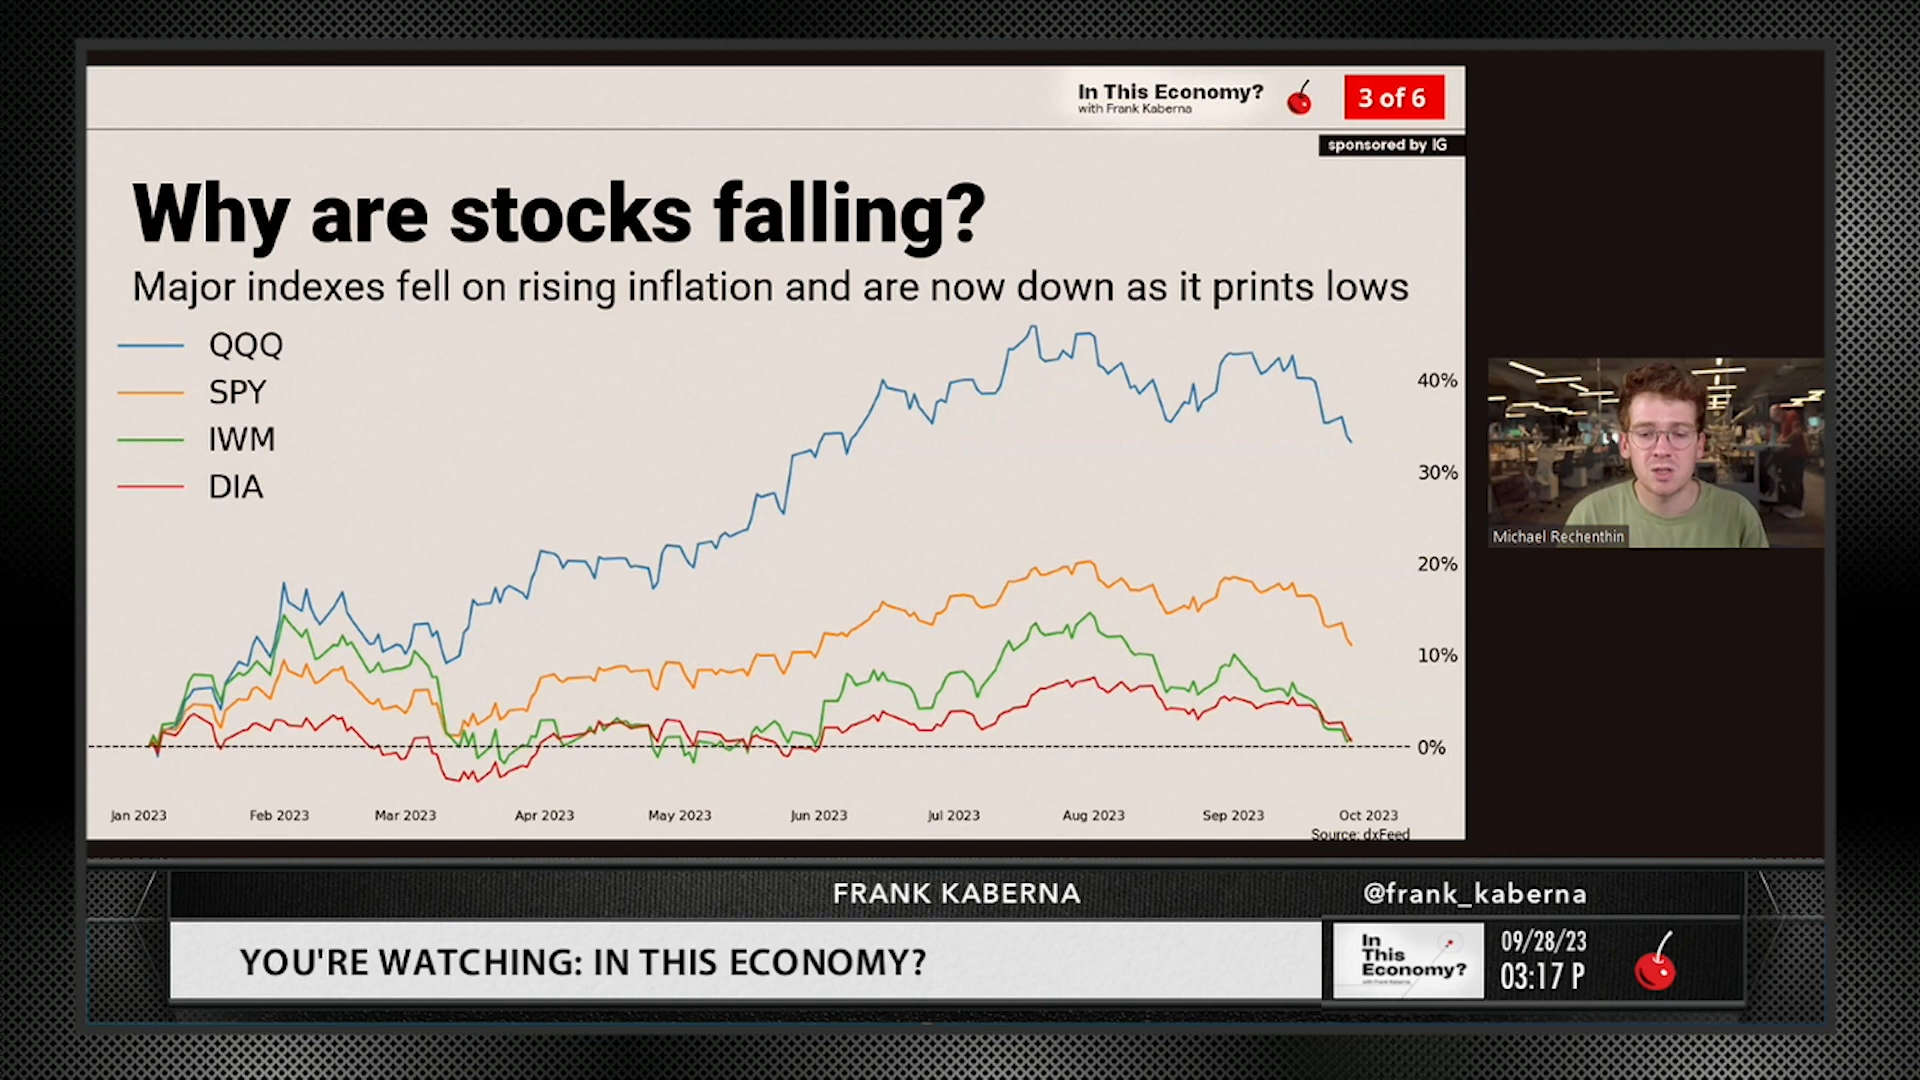 In This Economy?
with Frank Kaberna
3 of 6
sponsored by IG
Why are stocks falling?
Major indexes fell on rising inflation and are now down as it prints lows
QQQ
SPY
IWM
DIA
40%
30%
20%
10%
0%
Jan 2023 Feb 2023 Mar 2023 Apr 2023 May 2023 Jun 2023 Jul 2023 Aug 2023 Sep 2023 Oct 2023
Source: dxFeed
Michael Rechenthin
FRANK KABERNA
@frank_kaberna
YOU'RE WATCHING: IN THIS ECONOMY?
In
This
Economy?
with Frank Kaberna
09/28/23
03:17 P